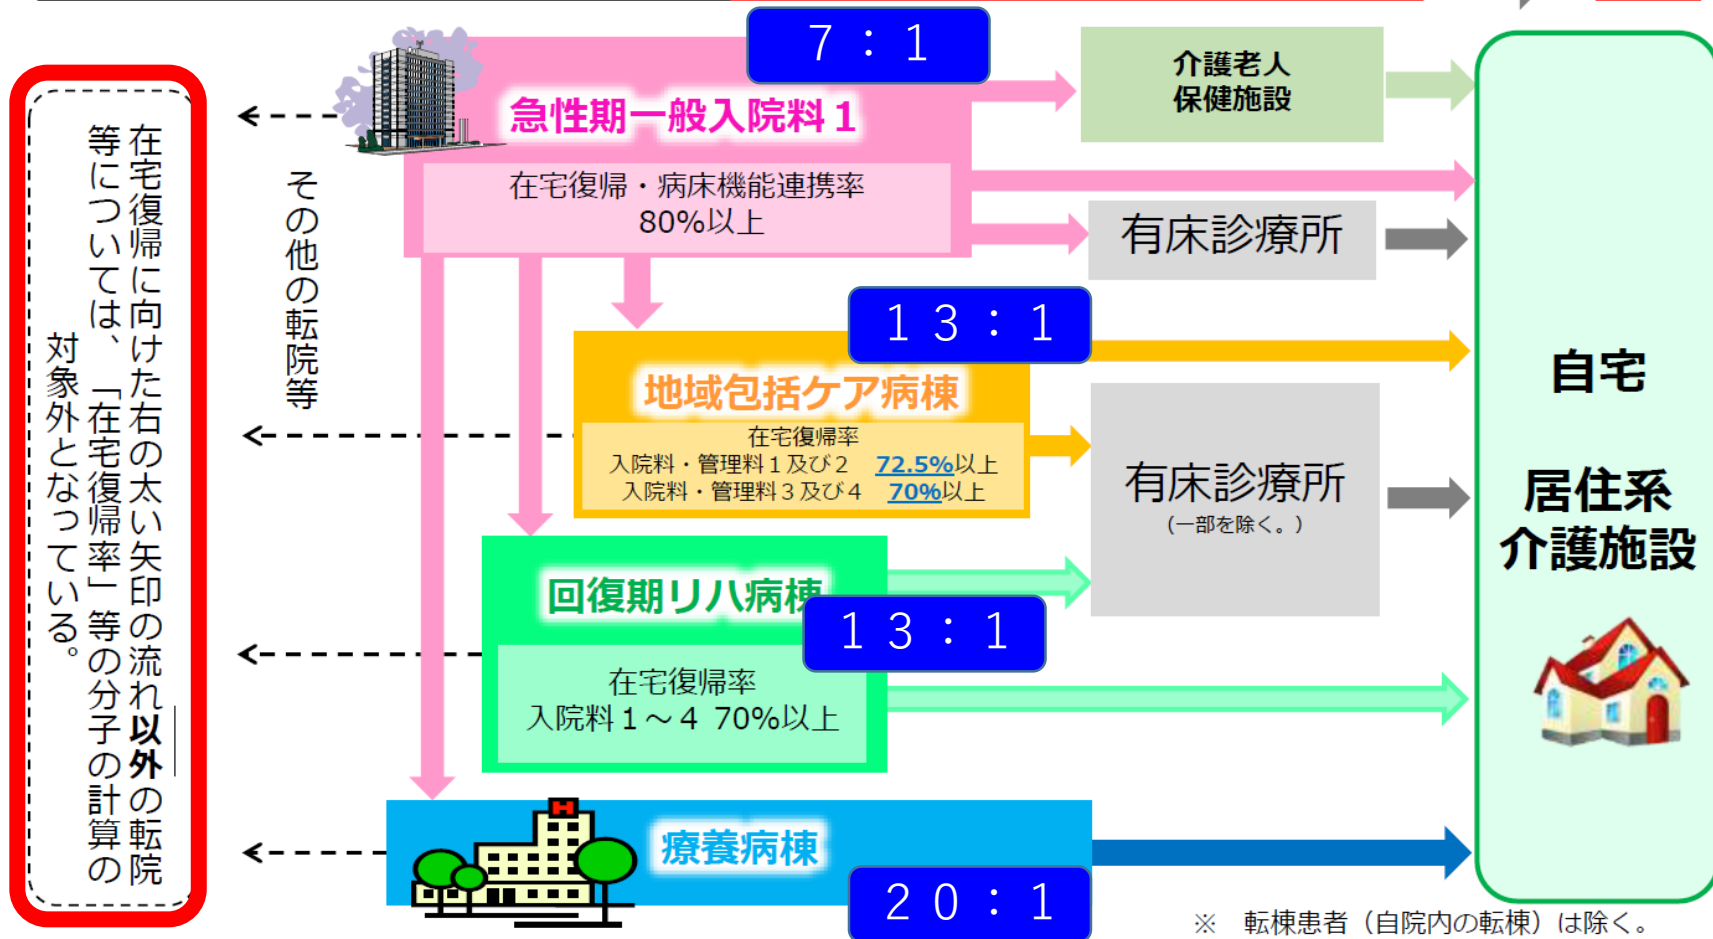 7：1
急性期一般入院料１
在宅復帰・病床機能連携率
80%以上
介護老人
保健施設
有床診療所
その他の転院等
在宅復帰に向けた右の太い矢印の流れ以外の転院
等については、「在宅復帰率」等の分子の計算の
対象外となっている。
13：1
地域包括ケア病棟
在宅復帰率
入院料・管理料１及び２ 72.5%以上
入院料・管理料３及び４ 70%以上
有床診療所
（一部を除く。）
回復期リハ病棟
13：1
在宅復帰率
入院料１～４ 70%以上
自宅
居住系
介護施設
H
療養病棟
20：1
※ 転棟患者（自院内の転棟）は除く。